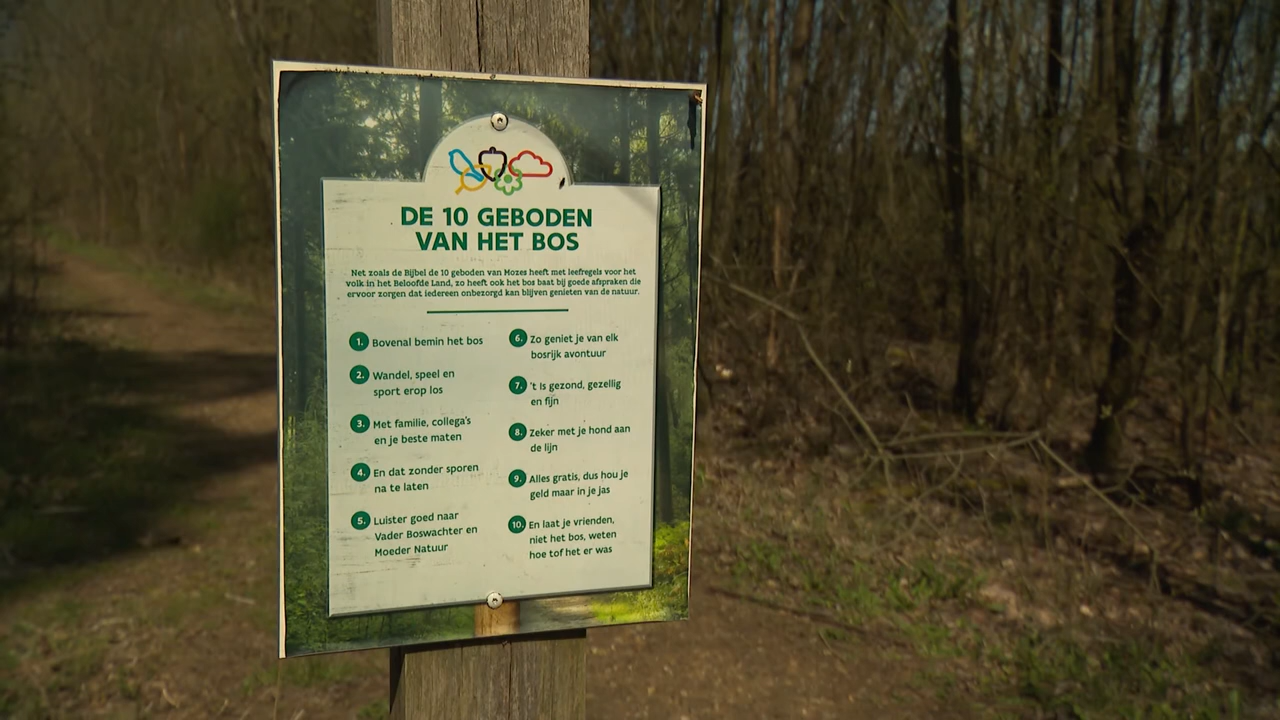 DE 10 GEBODEN
VAN HET BOS
Net zoals de Bijbel de 10 geboden van Mozes heeft met leefregels voor het
volk in het Beloofde Land, zo heeft ook het bos baat bij goede afspraken die
ervoor zorgen dat iedereen onbezorgd kan blijven genieten van de natuur.
1. Bovenal bemin het bos
2. Wandel, speel en
sport erop los
3. Met familie, collega's
en je beste maten
4. En dat zonder sporen
na te laten
5. Luister goed naar
Vader Boswachter en
Moeder Natuur
6. Zo geniet je van elk
bosrijk avontuur
7. 't Is gezond, gezellig
en fijn
8. Zeker met je hond aan
de lijn
9. Alles gratis, dus hou je
geld maar in je jas
10. En laat je vrienden,
niet het bos, weten
hoe tof het er was